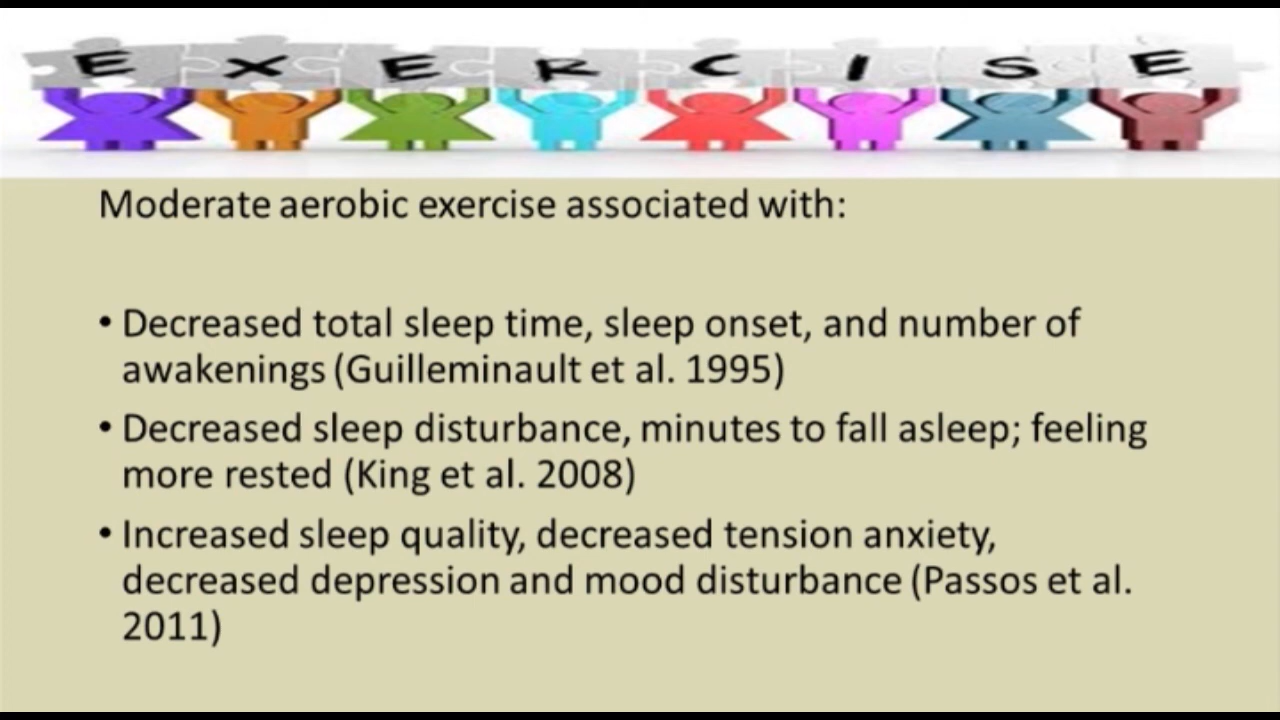 EXERCISE
Moderate aerobic exercise associated with:
• Decreased total sleep time, sleep onset, and number of
awakenings (Guilleminault et al. 1995)
• Decreased sleep disturbance, minutes to fall asleep; feeling
more rested (King et al. 2008)
• Increased sleep quality, decreased tension anxiety,
decreased depression and mood disturbance (Passos et al.
2011)